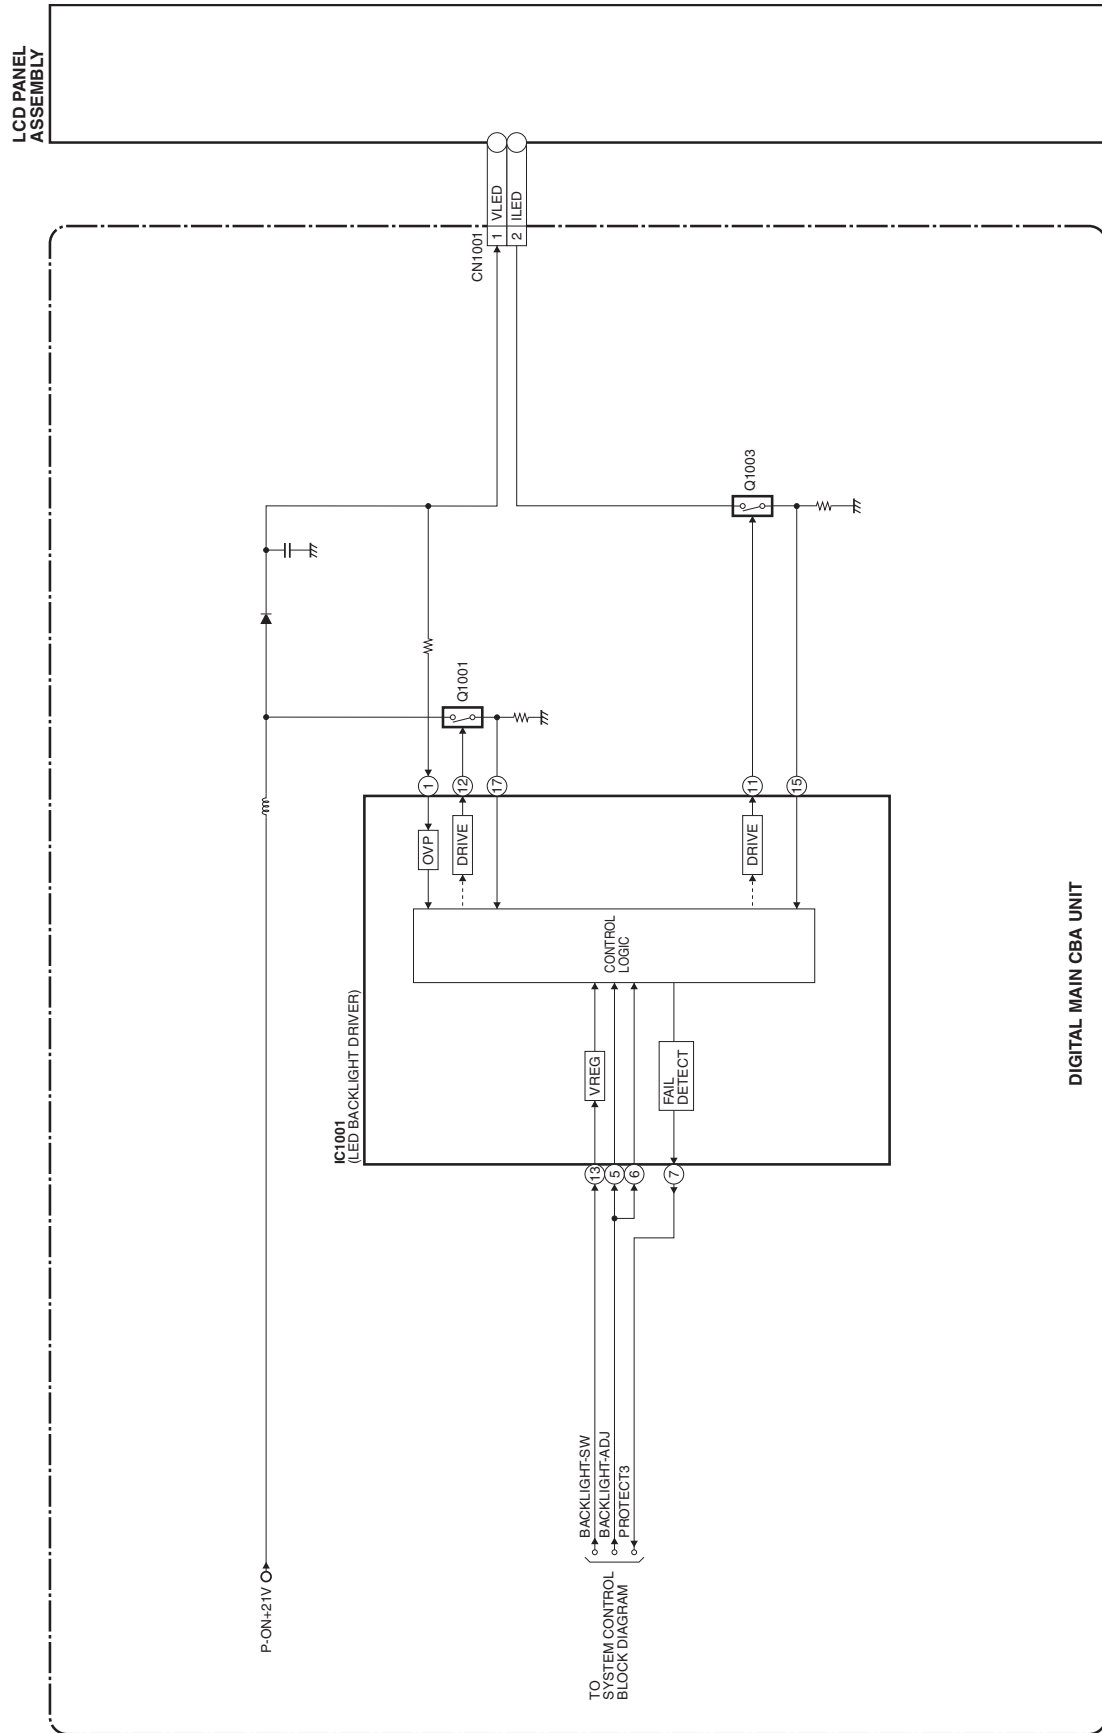 LCD PANEL
ASSEMBLY
CN1001
1 VLED
2 ILED
Q1003
Q1001
1
12
17
11
15
OVP
DRIVE
DRIVE
CONTROL
LOGIC
IC1001
(LED BACKLIGHT DRIVER)
VREG
FAIL
DETECT
13
5
6
7
BACKLIGHT-SW
BACKLIGHT-ADJ
PROTECT3
P-ON+21V
TO
SYSTEM CONTROL
BLOCK DIAGRAM
DIGITAL MAIN CBA UNIT